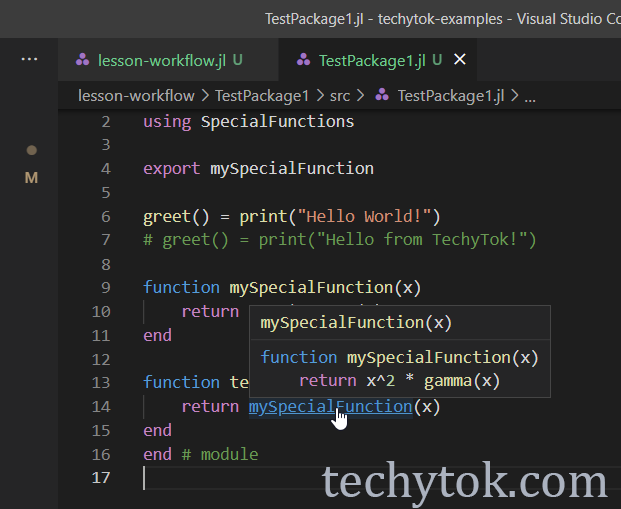 TestPackage1.jl - techytok-examples - Visual Studio Co
lesson-workflow.jl U TestPackage1.jl U
lesson-workflow > TestPackage1 > src > TestPackage1.jl > ...
M
2 using SpecialFunctions
3
4 export mySpecialFunction
5
6 greet() = print("Hello World!")
7 # greet() = print("Hello from TechyTok!")
8
9 function mySpecialFunction(x)
10 return
mySpecialFunction(x)
11 end
12
function mySpecialFunction(x)
return x^2 * gamma(x)
13 function te
14 return mySpecialFunction(x)
15 end
16 end # module
17
techytok.com